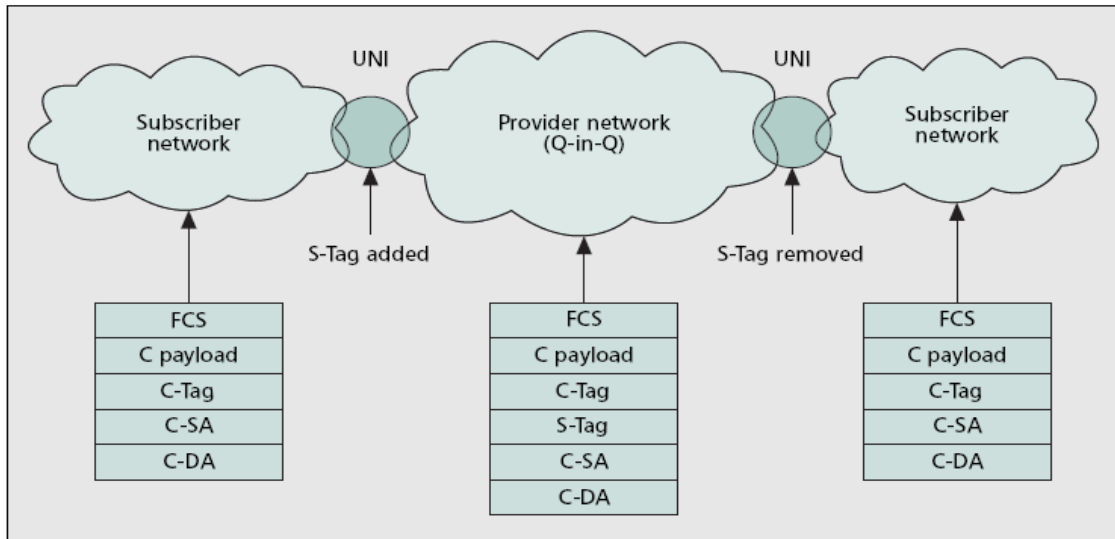 UNI
UNI
Subscriber
network
Provider network
(Q-in-Q)
Subscriber
network
S-Tag added
S-Tag removed
FCS
C payload
C-Tag
C-SA
C-DA
FCS
C payload
C-Tag
S-Tag
C-SA
C-DA
FCS
C payload
C-Tag
C-SA
C-DA